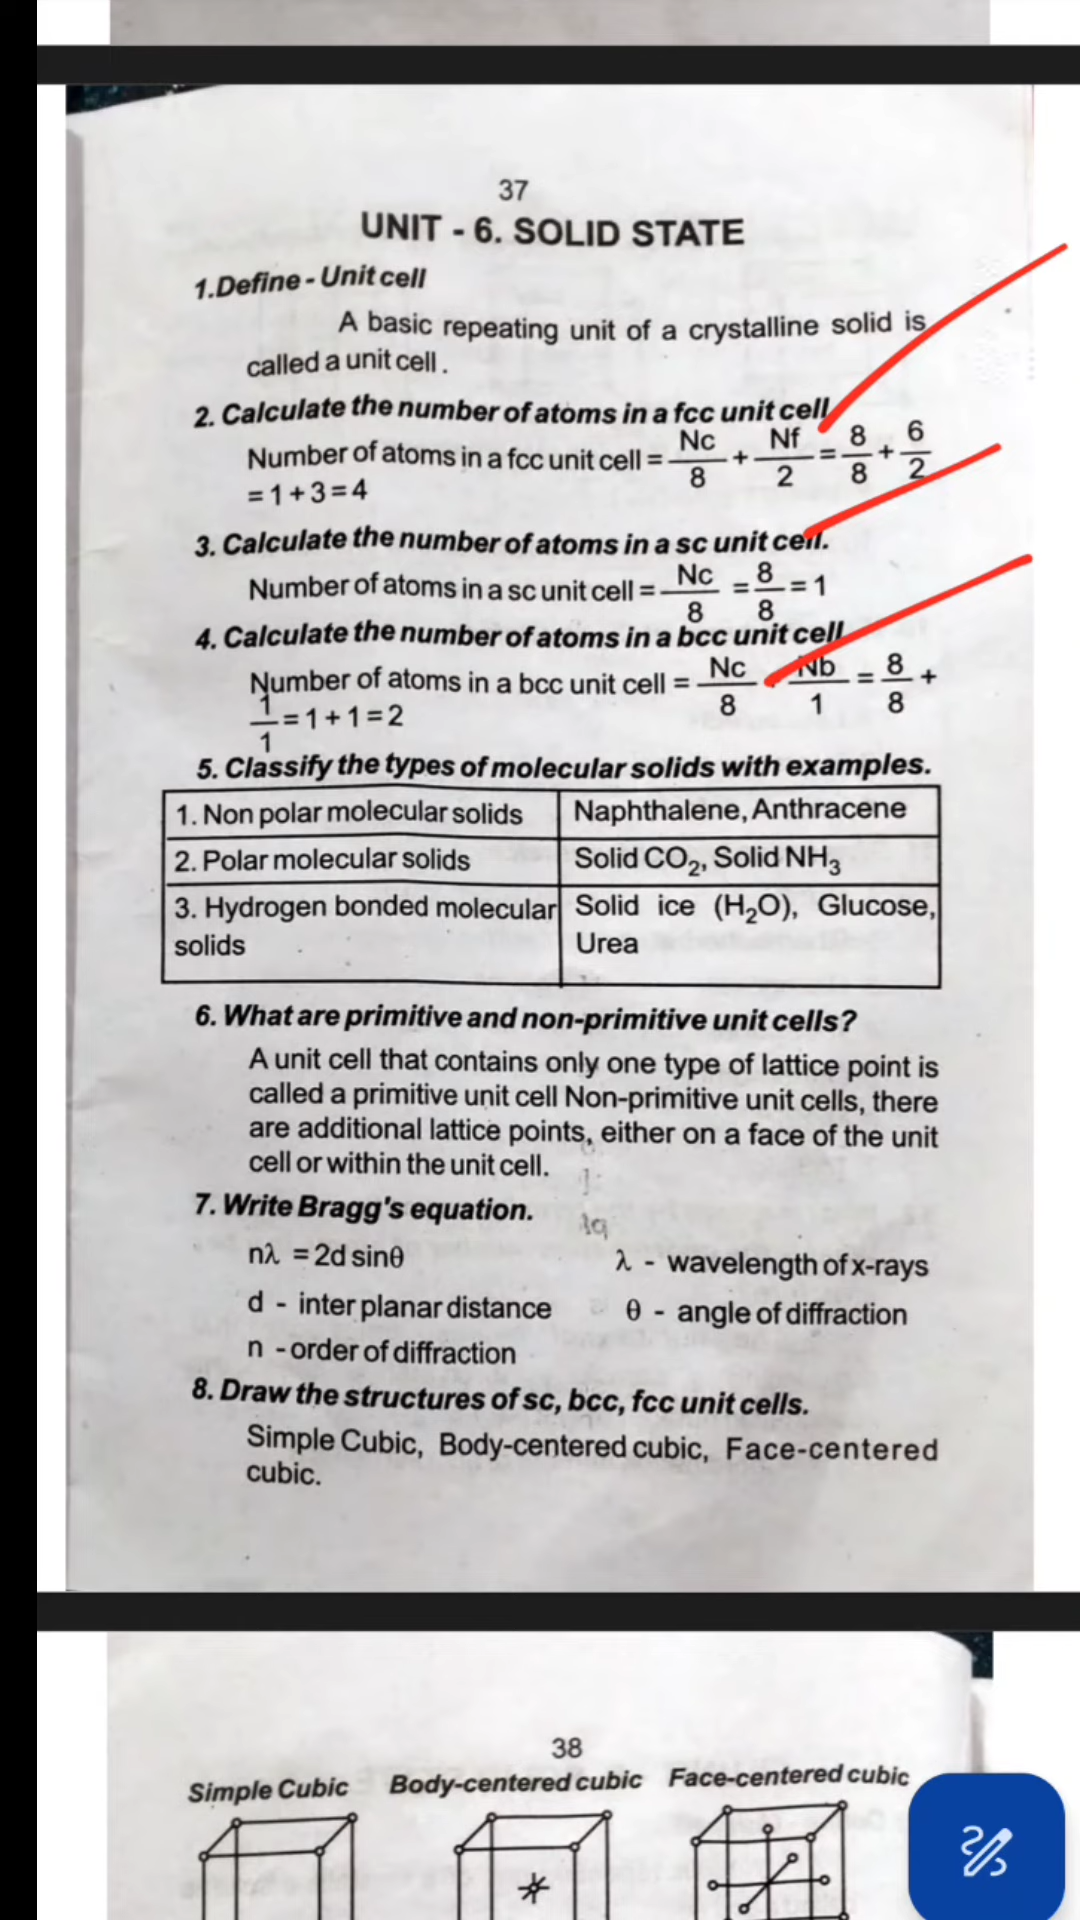 37
UNIT - 6. SOLID STATE
1.Define - Unit cell
A basic repeating unit of a crystalline solid is
called a unit cell .
2. Calculate the number of atoms in a fcc unit cell
Number of atoms in a fcc unit cell = Nc/8 + Nf/2 = 8/8 + 6/2
= 1 + 3 = 4
3. Calculate the number of atoms in a sc unit cell.
Number of atoms in a sc unit cell = Nc/8 = 8/8 = 1
4. Calculate the number of atoms in a bcc unit cell
Number of atoms in a bcc unit cell = Nc/8 Nb/1 = 8/8 +
1/1 = 1 + 1 = 2
5. Classify the types of molecular solids with examples.
1. Non polar molecular solids Naphthalene, Anthracene
2. Polar molecular solids Solid CO₂, Solid NH₃
3. Hydrogen bonded molecular Solid ice (H₂O), Glucose,
solids Urea
6. What are primitive and non-primitive unit cells?
A unit cell that contains only one type of lattice point is
called a primitive unit cell Non-primitive unit cells, there
are additional lattice points, either on a face of the unit
cell or within the unit cell.
7. Write Bragg's equation.
nλ = 2d sinθ λ - wavelength of x-rays
d - inter planar distance θ - angle of diffraction
n - order of diffraction
8. Draw the structures of sc, bcc, fcc unit cells.
Simple Cubic, Body-centered cubic, Face-centered
cubic.
38
Simple Cubic Body-centered cubic Face-centered cubic